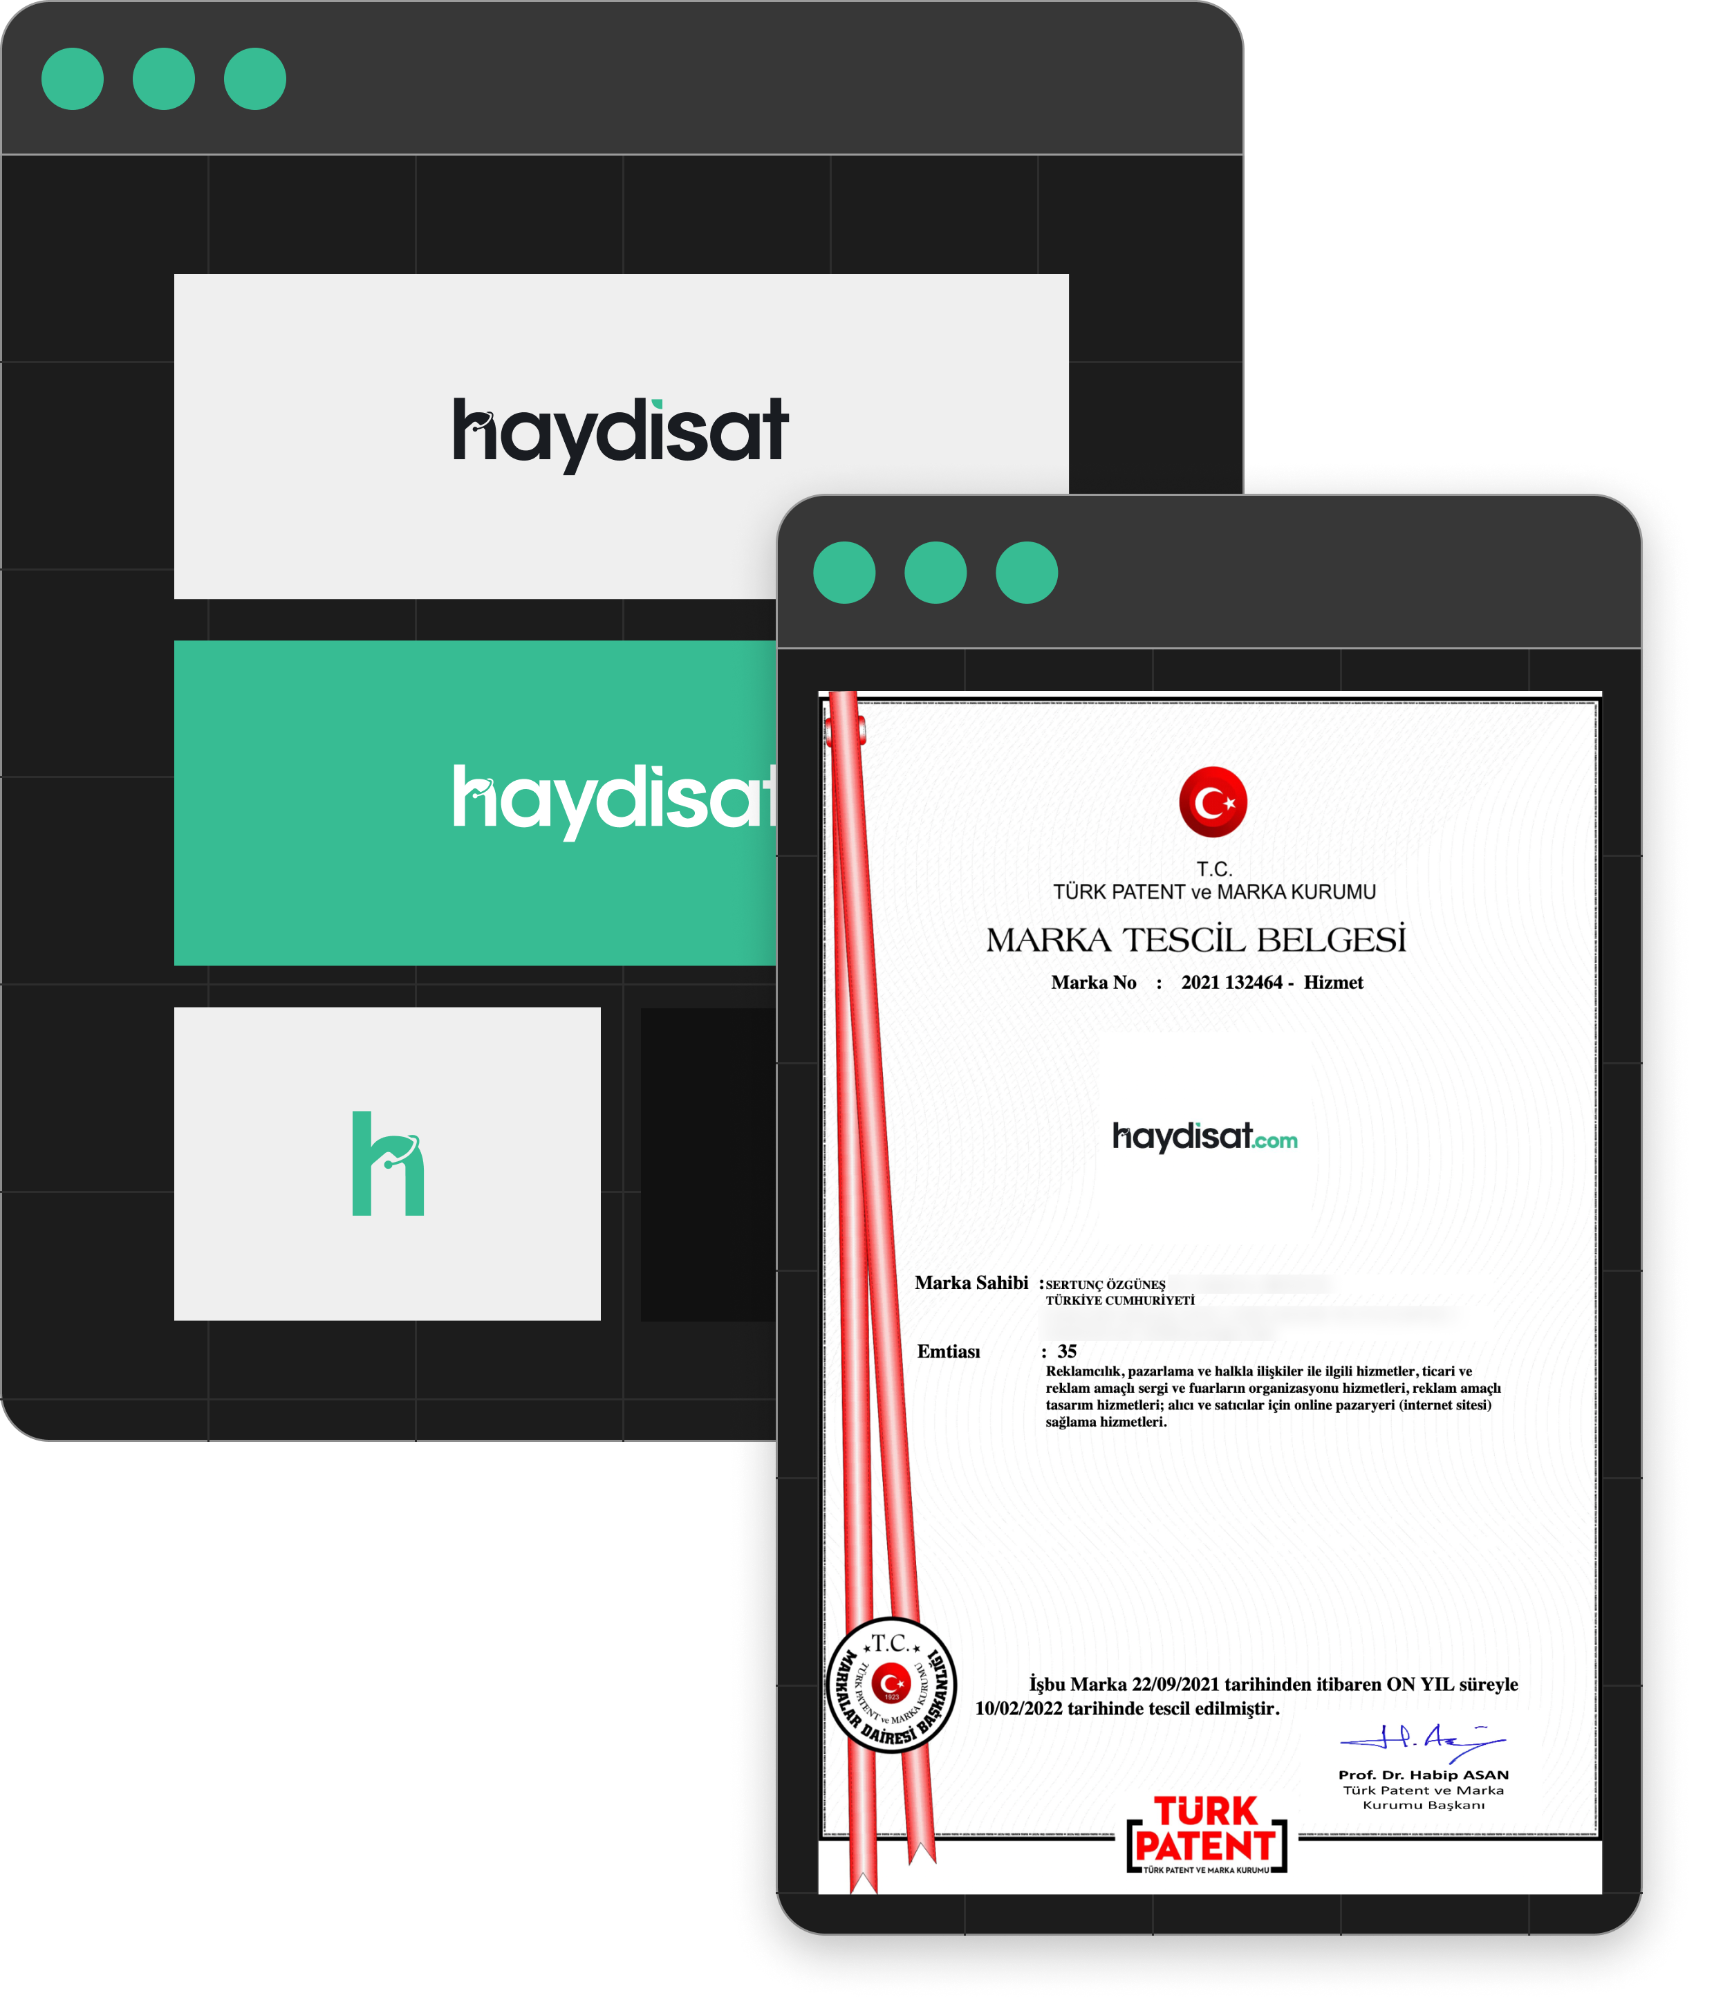 haydisat
haydisat
h
T.C.
TÜRK PATENT ve MARKA KURUMU
MARKA TESCİL BELGESİ
Marka No : 2021 132464 - Hizmet
haydisat.com
Marka Sahibi :SERTUNÇ ÖZGÜNEŞ
TÜRKİYE CUMHURİYETİ
Emtiası : 35
Reklamcılık, pazarlama ve halkla ilişkiler ile ilgili hizmetler, ticari ve
reklam amaçlı sergi ve fuarların organizasyonu hizmetleri, reklam amaçlı
tasarım hizmetleri; alıcı ve satıcılar için online pazaryeri (internet sitesi)
sağlama hizmetleri.
T.C.
MARKALAR DAİRESİ BAŞKANLIĞI
TÜRK PATENT ve MARKA KURUMU
1923
İşbu Marka 22/09/2021 tarihinden itibaren ON YIL süreyle
10/02/2022 tarihinde tescil edilmiştir.
H. Asan
Prof. Dr. Habip ASAN
Türk Patent ve Marka
Kurumu Başkanı
TÜRK
PATENT
TÜRK PATENT VE MARKA KURUMU